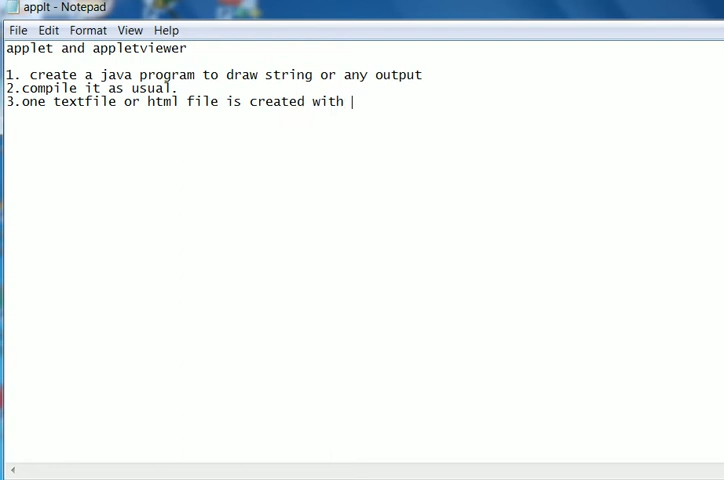 applt - Notepad
File Edit Format View Help
applet and appletviewer
1. create a java program to draw string or any output
2.compile it as usual.
3.one textfile or html file is created with